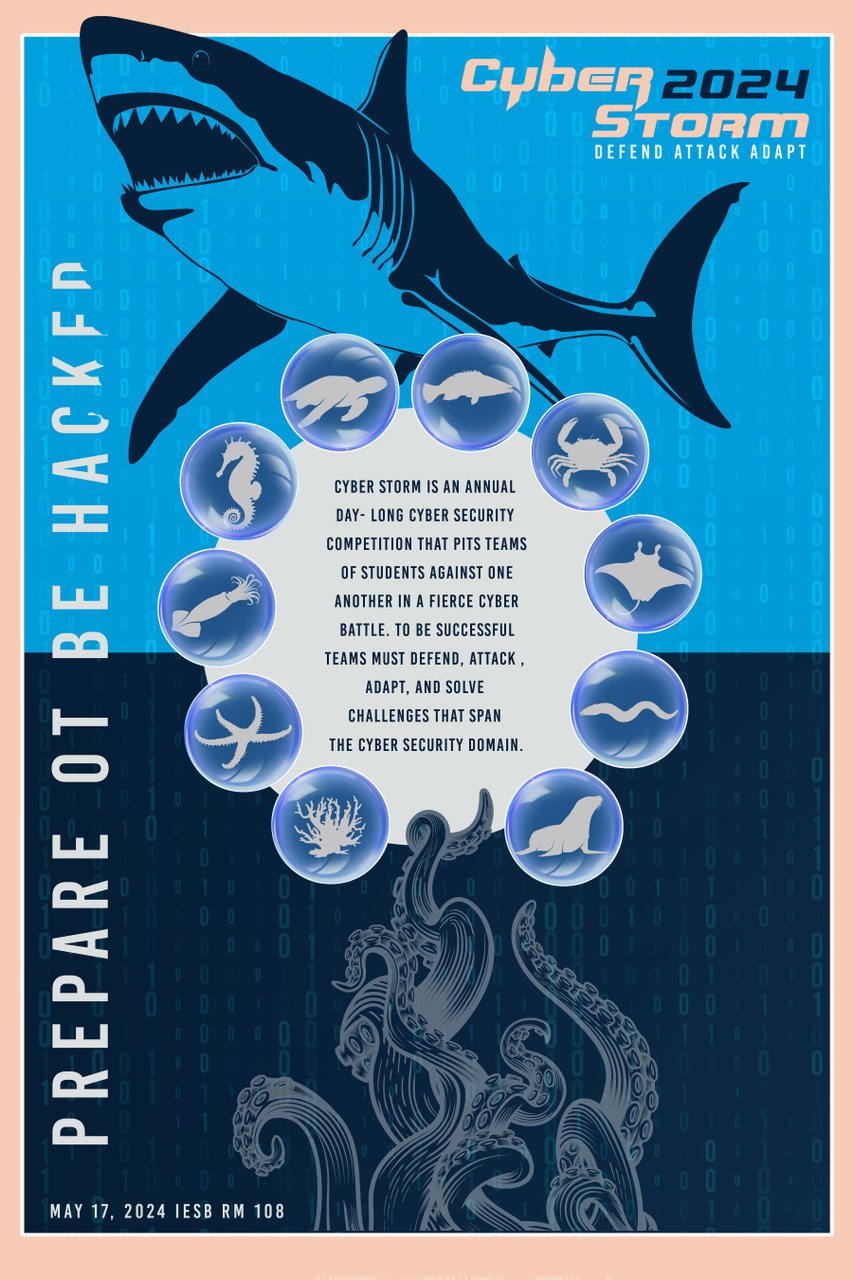 Cyber 2024
Storm
DEFEND ATTACK ADAPT
PREPARE OT BE HACKED
CYBER STORM IS AN ANNUAL
DAY- LONG CYBER SECURITY
COMPETITION THAT PITS TEAMS
OF STUDENTS AGAINST ONE
ANOTHER IN A FIERCE CYBER
BATTLE. TO BE SUCCESSFUL
TEAMS MUST DEFEND, ATTACK ,
ADAPT, AND SOLVE
CHALLENGES THAT SPAN
THE CYBER SECURITY DOMAIN.
MAY 17, 2024 IESB RM 108